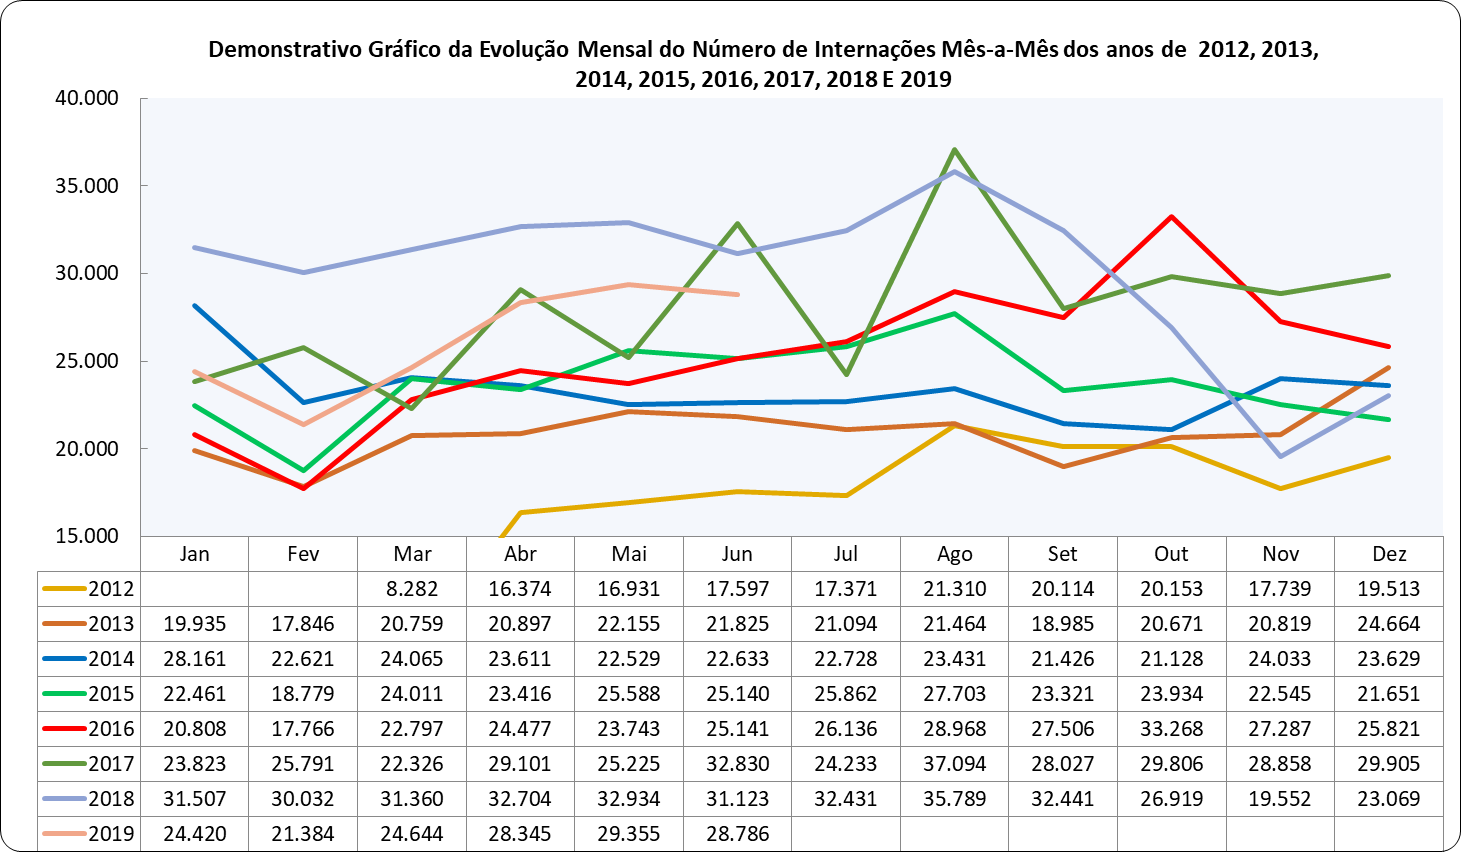 Demonstrativo Gráfico da Evolução Mensal do Número de Internações Mês-a-Mês dos anos de 2012, 2013,
2014, 2015, 2016, 2017, 2018 E 2019
40.000
35.000
30.000
25.000
20.000
15.000
Jan Fev Mar Abr Mai Jun Jul Ago Set Out Nov Dez
2012 8.282 16.374 16.931 17.597 17.371 21.310 20.114 20.153 17.739 19.513
2013 19.935 17.846 20.759 20.897 22.155 21.825 21.094 21.464 18.985 20.671 20.819 24.664
2014 28.161 22.621 24.065 23.611 22.529 22.633 22.728 23.431 21.426 21.128 24.033 23.629
2015 22.461 18.779 24.011 23.416 25.588 25.140 25.862 27.703 23.321 23.934 22.545 21.651
2016 20.808 17.766 22.797 24.477 23.743 25.141 26.136 28.968 27.506 33.268 27.287 25.821
2017 23.823 25.791 22.326 29.101 25.225 32.830 24.233 37.094 28.027 29.806 28.858 29.905
2018 31.507 30.032 31.360 32.704 32.934 31.123 32.431 35.789 32.441 26.919 19.552 23.069
2019 24.420 21.384 24.644 28.345 29.355 28.786